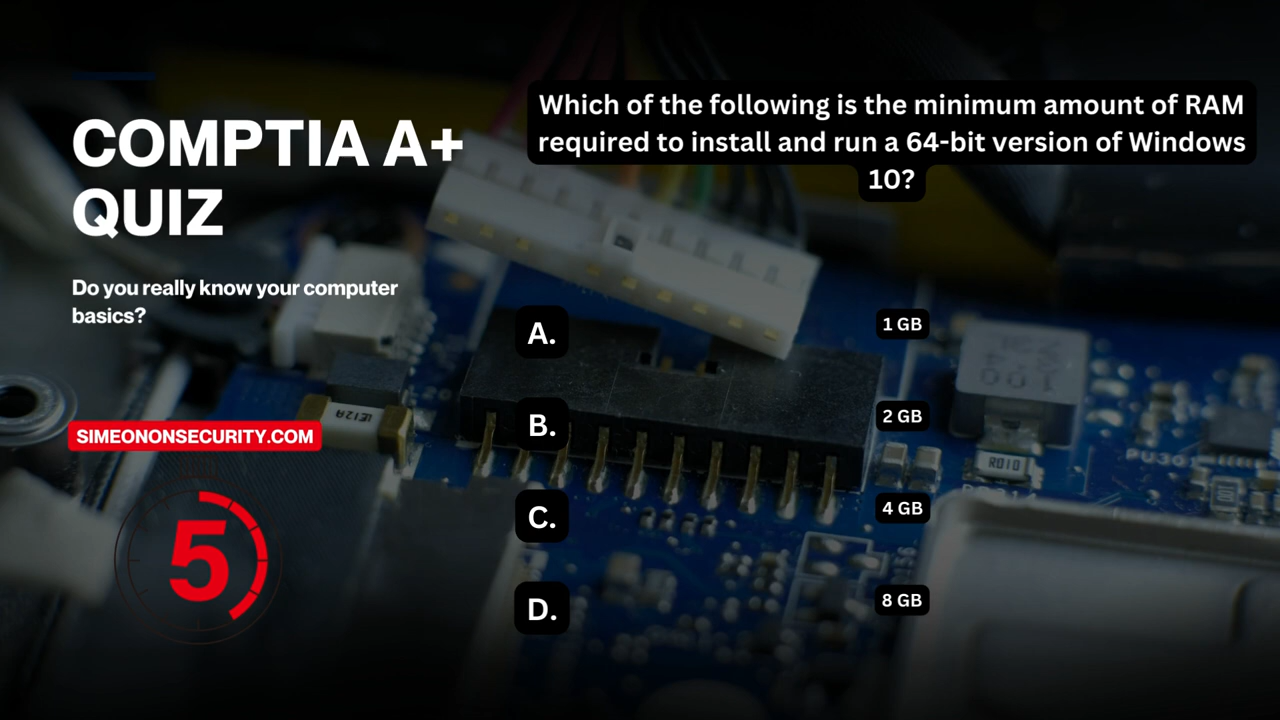 COMPTIA A+
QUIZ
Do you really know your computer
basics?
SIMEONONSECURITY.COM
5
Which of the following is the minimum amount of RAM
required to install and run a 64-bit version of Windows
10?
A.
1 GB
B.
2 GB
C.
4 GB
D.
8 GB
R010